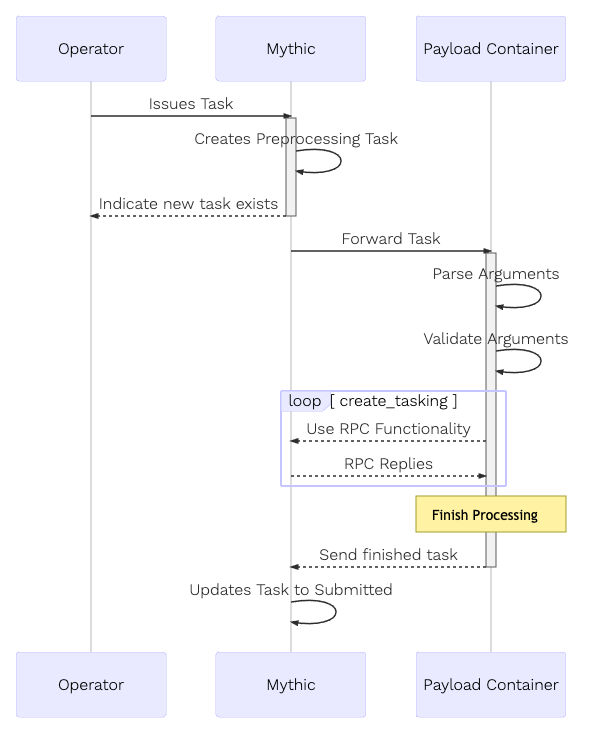 Operator
Mythic
Payload Container
Issues Task
Creates Preprocessing Task
Indicate new task exists
Forward Task
Parse Arguments
Validate Arguments
loop [ create_tasking ]
Use RPC Functionality
RPC Replies
Finish Processing
Send finished task
Updates Task to Submitted
Operator
Mythic
Payload Container